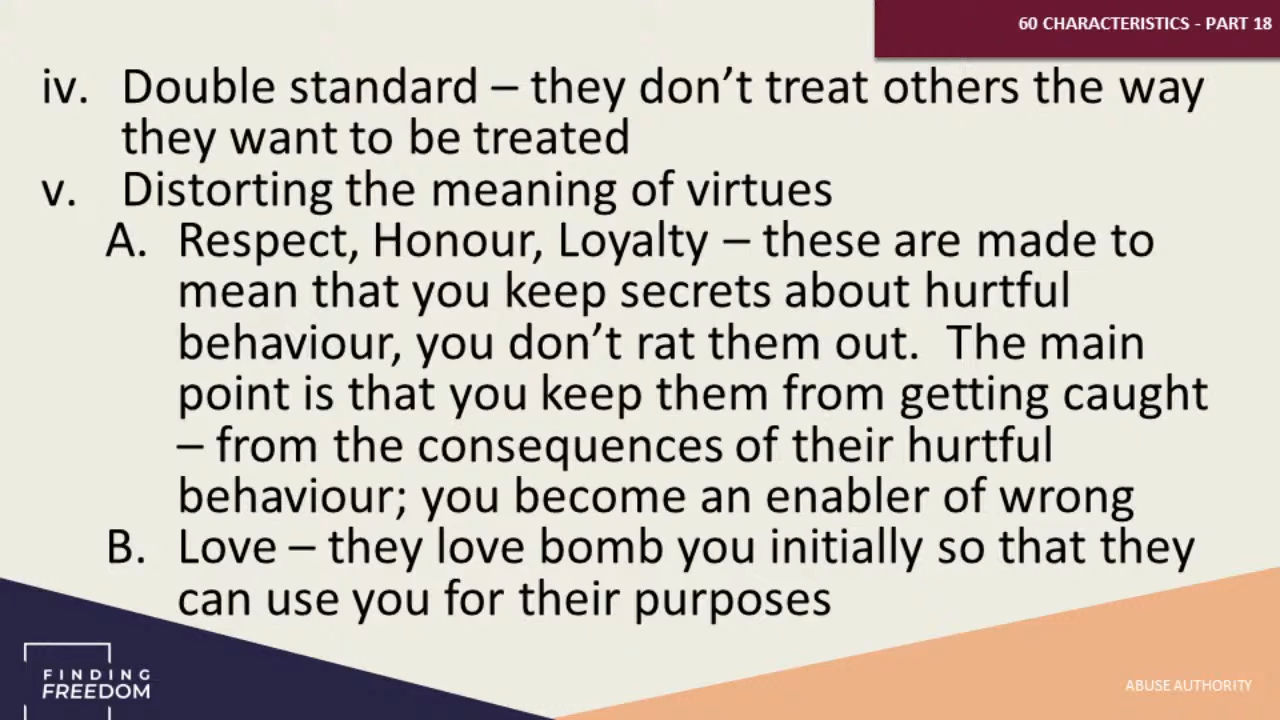 60 CHARACTERISTICS - PART 18
iv. Double standard – they don’t treat others the way
they want to be treated
v. Distorting the meaning of virtues
A. Respect, Honour, Loyalty – these are made to
mean that you keep secrets about hurtful
behaviour, you don’t rat them out.  The main
point is that you keep them from getting caught
– from the consequences of their hurtful
behaviour; you become an enabler of wrong
B. Love – they love bomb you initially so that they
can use you for their purposes
FINDING
FREEDOM
ABUSE AUTHORITY